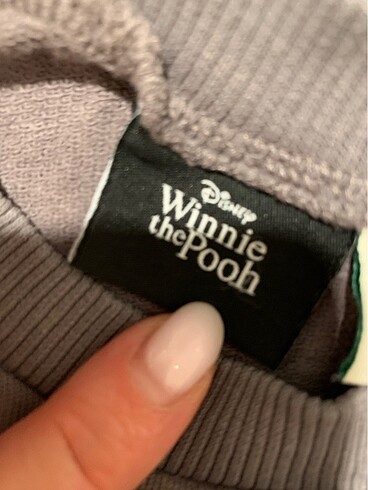 Disney
Winnie
the Pooh